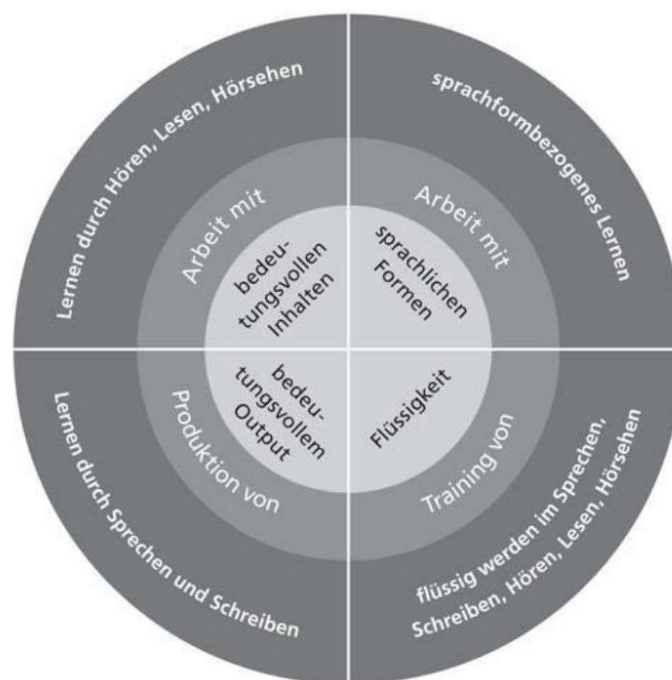 Lernen durch Hören, Lesen, Hörsehen
Arbeit mit
bedeu-
tungsvollen
Inhalten
sprachformbezogenes Lernen
Arbeit mit
sprachlichen
Formen
Lernen durch Sprechen und Schreiben
Produktion von
bedeu-
tungsvollem
Output
flüssig werden im Sprechen,
Schreiben, Hören, Lesen, Hörsehen
Training von
Flüssigkeit